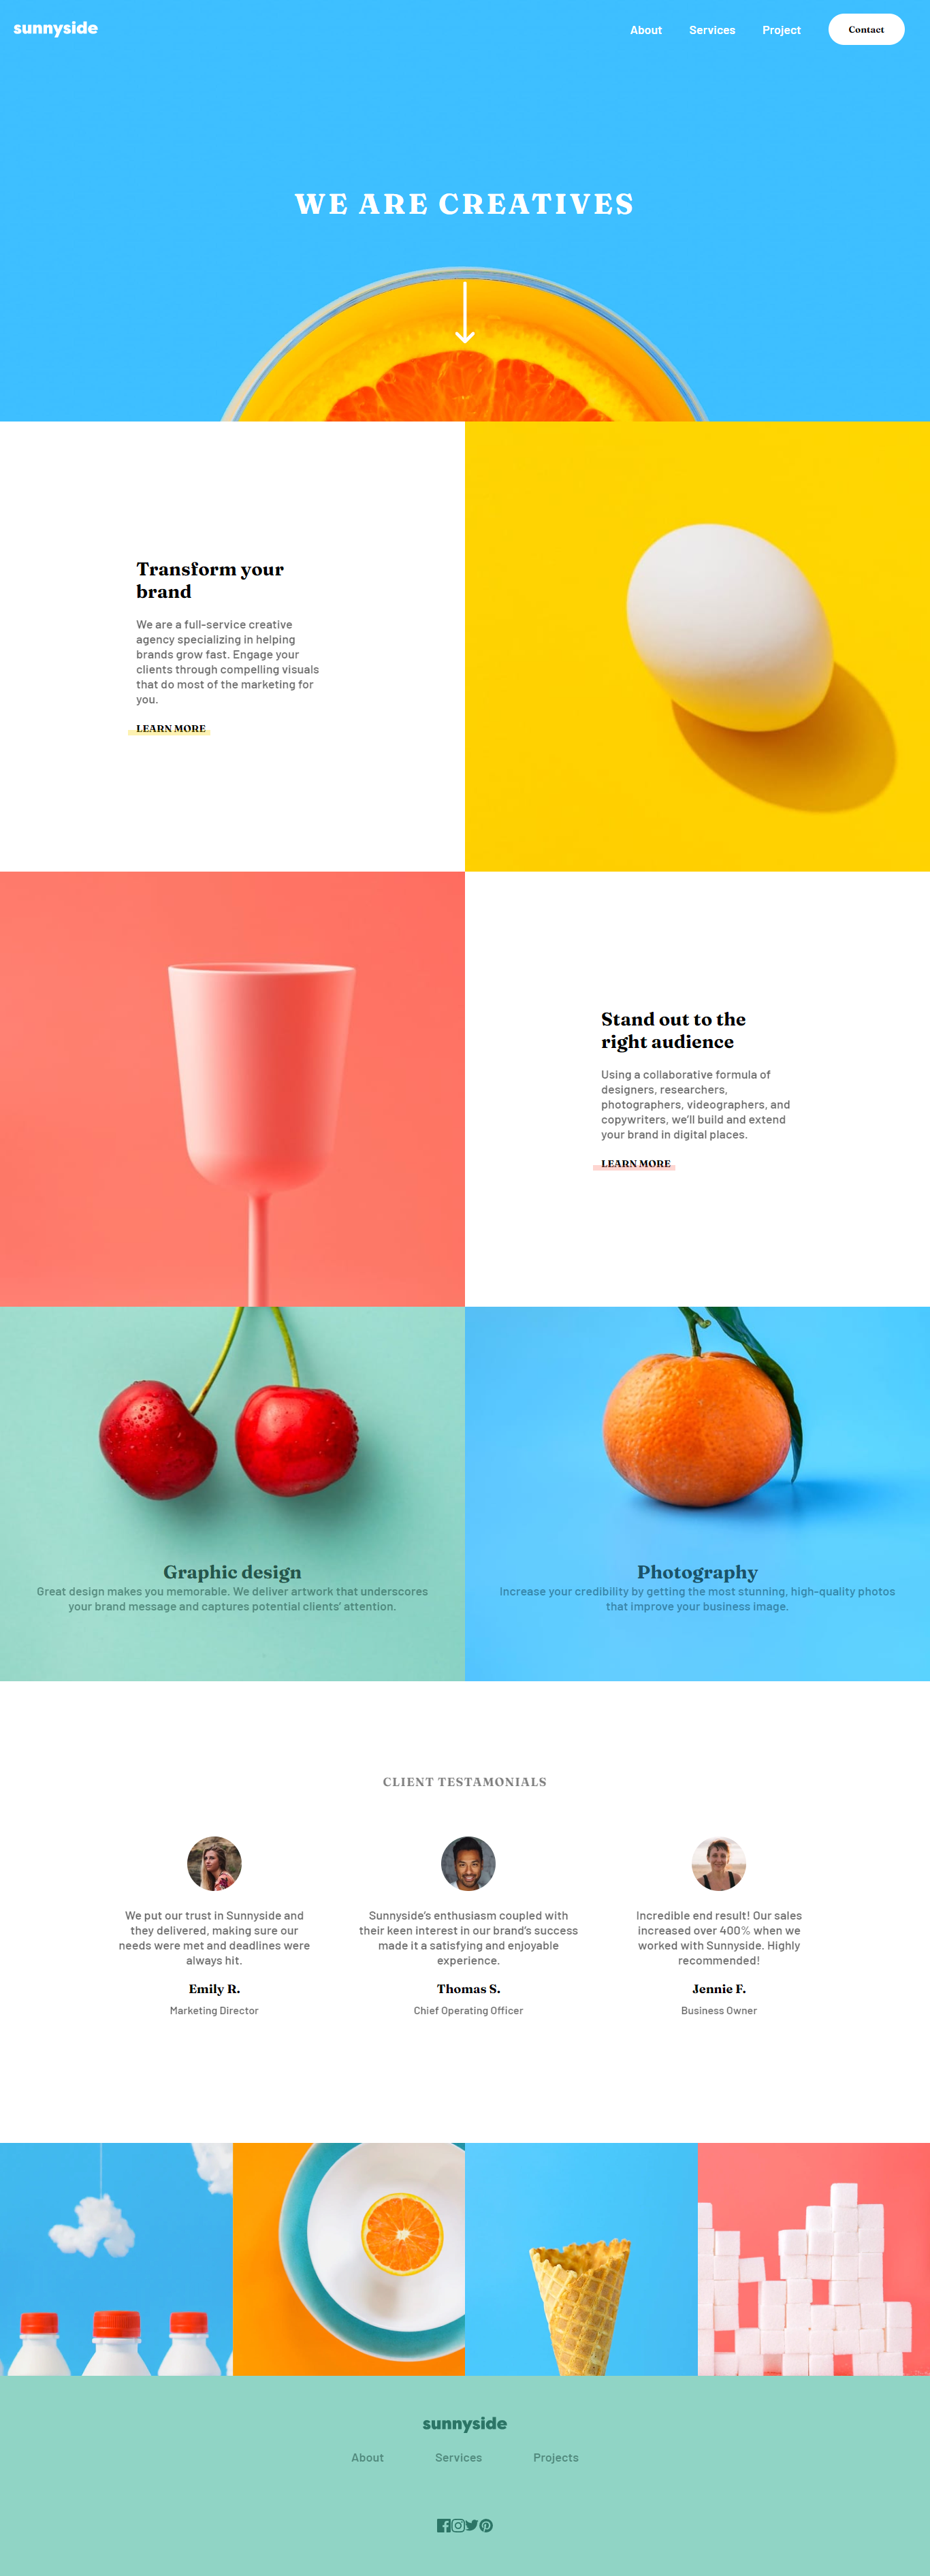 sunnyside
About Services Project Contact
WE ARE CREATIVES
Transform your
brand
We are a full-service creative
agency specializing in helping
brands grow fast. Engage your
clients through compelling visuals
that do most of the marketing for
you.
LEARN MORE
Stand out to the
right audience
Using a collaborative formula of
designers, researchers,
photographers, videographers, and
copywriters, we’ll build and extend
your brand in digital places.
LEARN MORE
Graphic design
Great design makes you memorable. We deliver artwork that underscores
your brand message and captures potential clients’ attention.
Photography
Increase your credibility by getting the most stunning, high-quality photos
that improve your business image.
CLIENT TESTAMONIALS
We put our trust in Sunnyside and
they delivered, making sure our
needs were met and deadlines were
always hit.
Emily R.
Marketing Director
Sunnyside’s enthusiasm coupled with
their keen interest in our brand’s success
made it a satisfying and enjoyable
experience.
Thomas S.
Chief Operating Officer
Incredible end result! Our sales
increased over 400% when we
worked with Sunnyside. Highly
recommended!
Jennie F.
Business Owner
sunnyside
About Services Projects